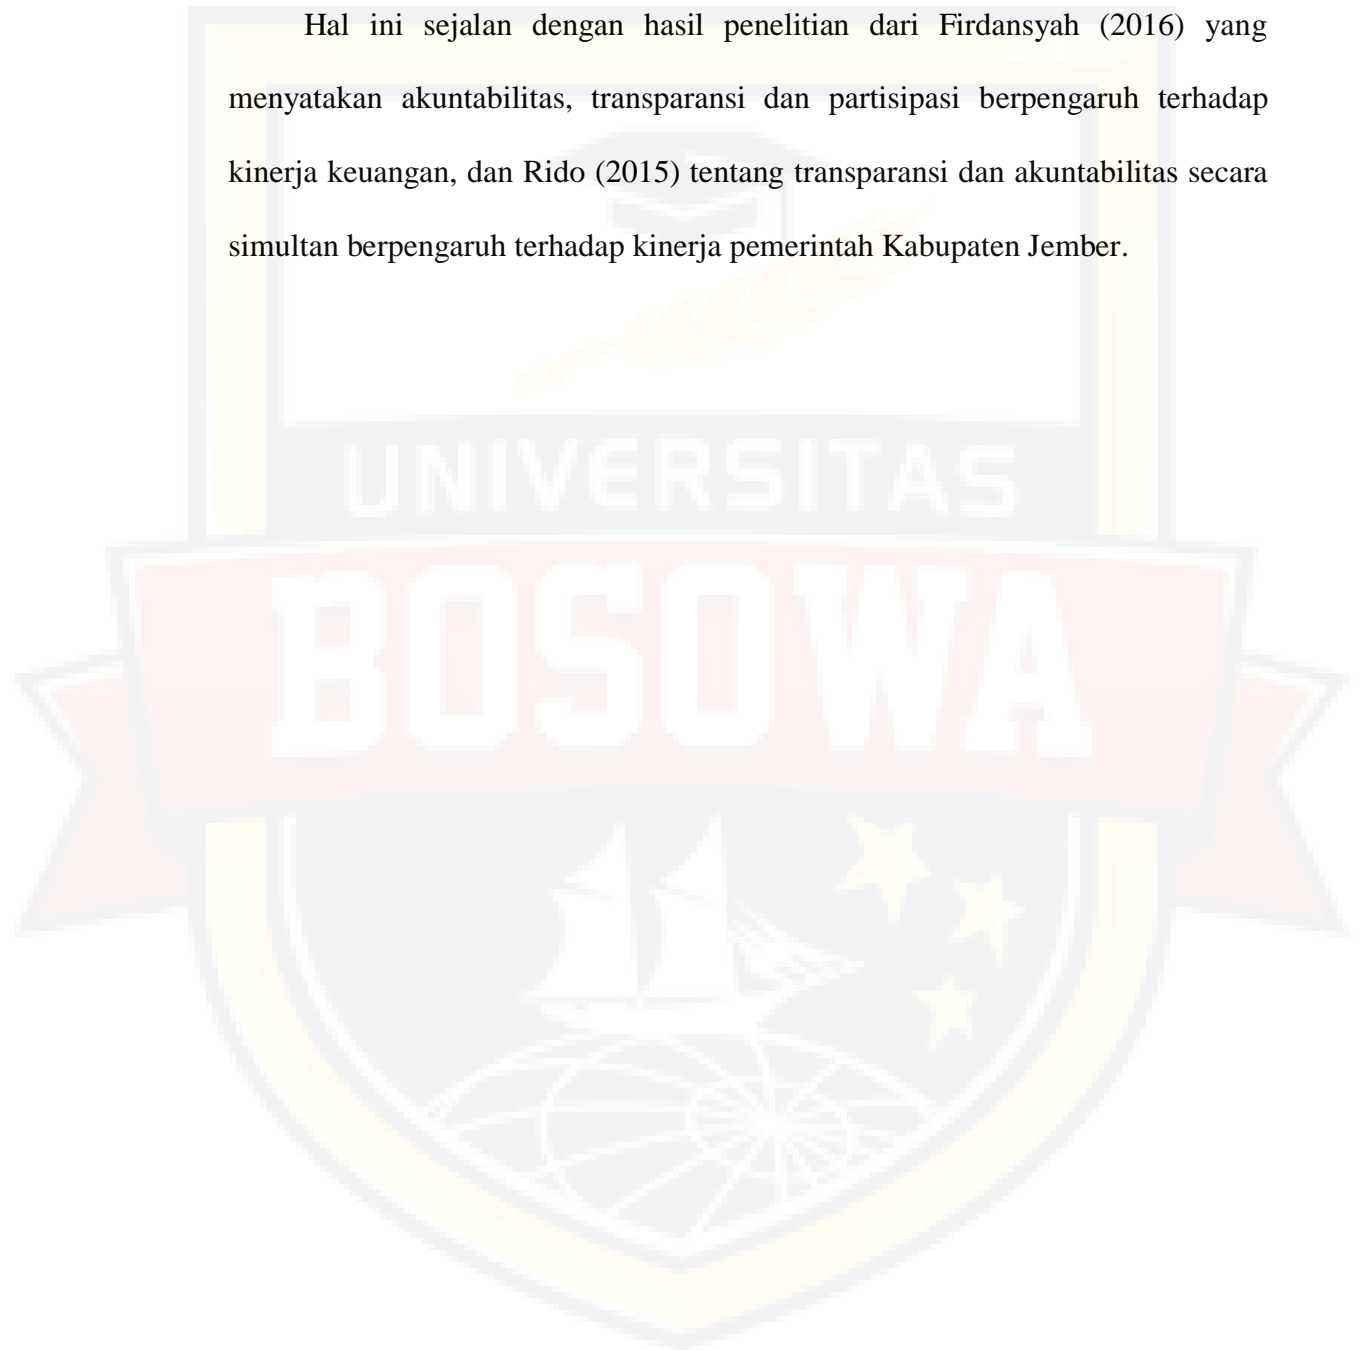 Hal ini sejalan dengan hasil penelitian dari Firdansyah (2016) yang
menyatakan akuntabilitas, transparansi dan partisipasi berpengaruh terhadap
kinerja keuangan, dan Rido (2015) tentang transparansi dan akuntabilitas secara
simultan berpengaruh terhadap kinerja pemerintah Kabupaten Jember.
UNIVERSITAS
BOSOWA